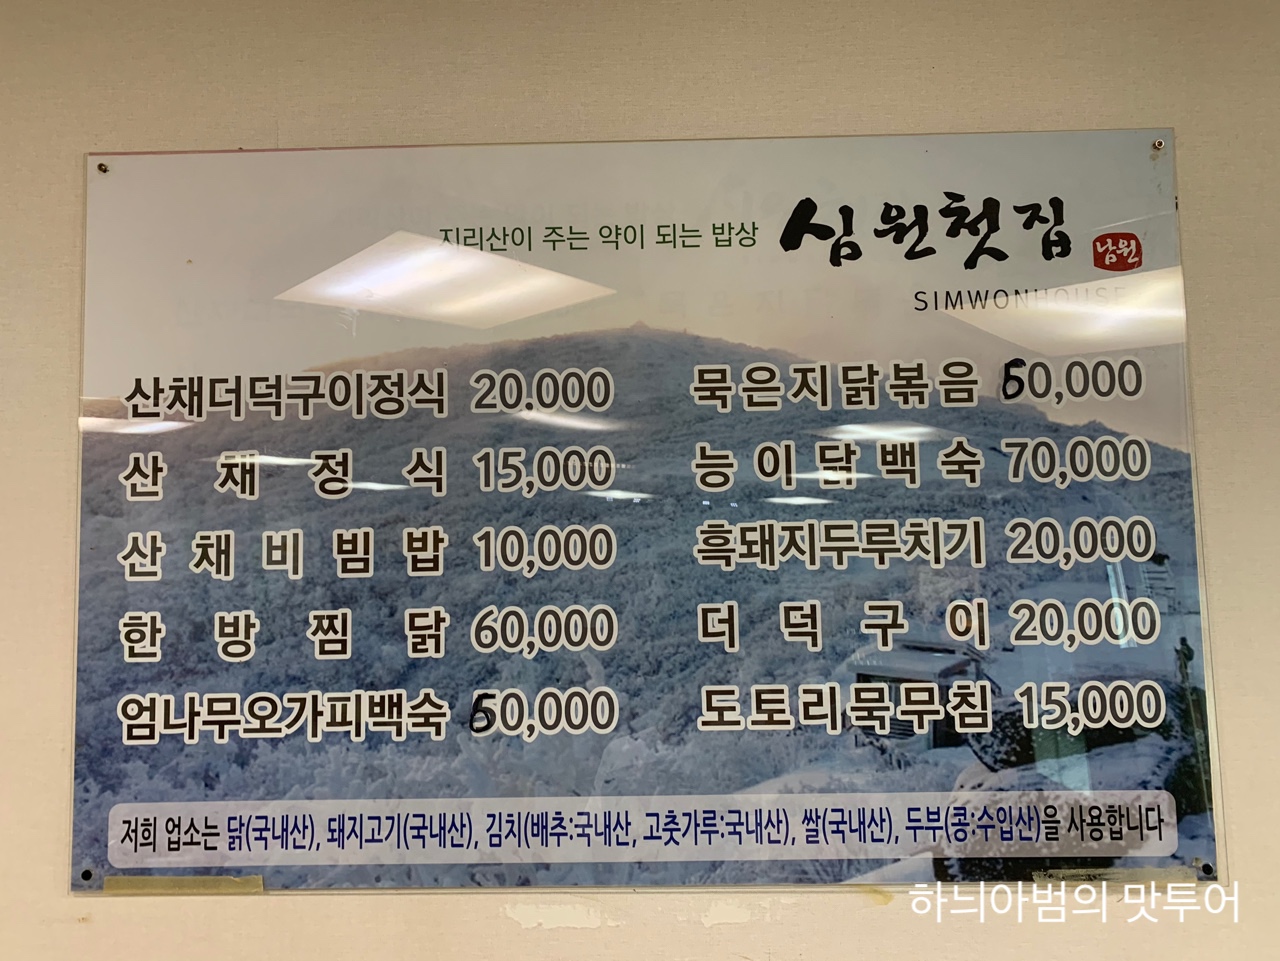 지리산이 주는 약이 되는 밥상 심원첫집 남원
SIMWONHOUSE
산채더덕구이정식 20.000
산채정식 15,000
산채비빔밥 10,000
한방찜닭 60,000
엄나무오가피백숙 60,000
묵은지닭볶음 60,000
능이닭백숙 70,000
흑돼지두루치기 20,000
더덕구이 20,000
도토리묵무침 15,000
저희 업소는 닭(국내산), 돼지고기(국내산), 김치(배추:국내산, 고춧가루:국내산), 쌀(국내산), 두부(콩:수입산)을 사용합니다
하늬아범의 맛투어